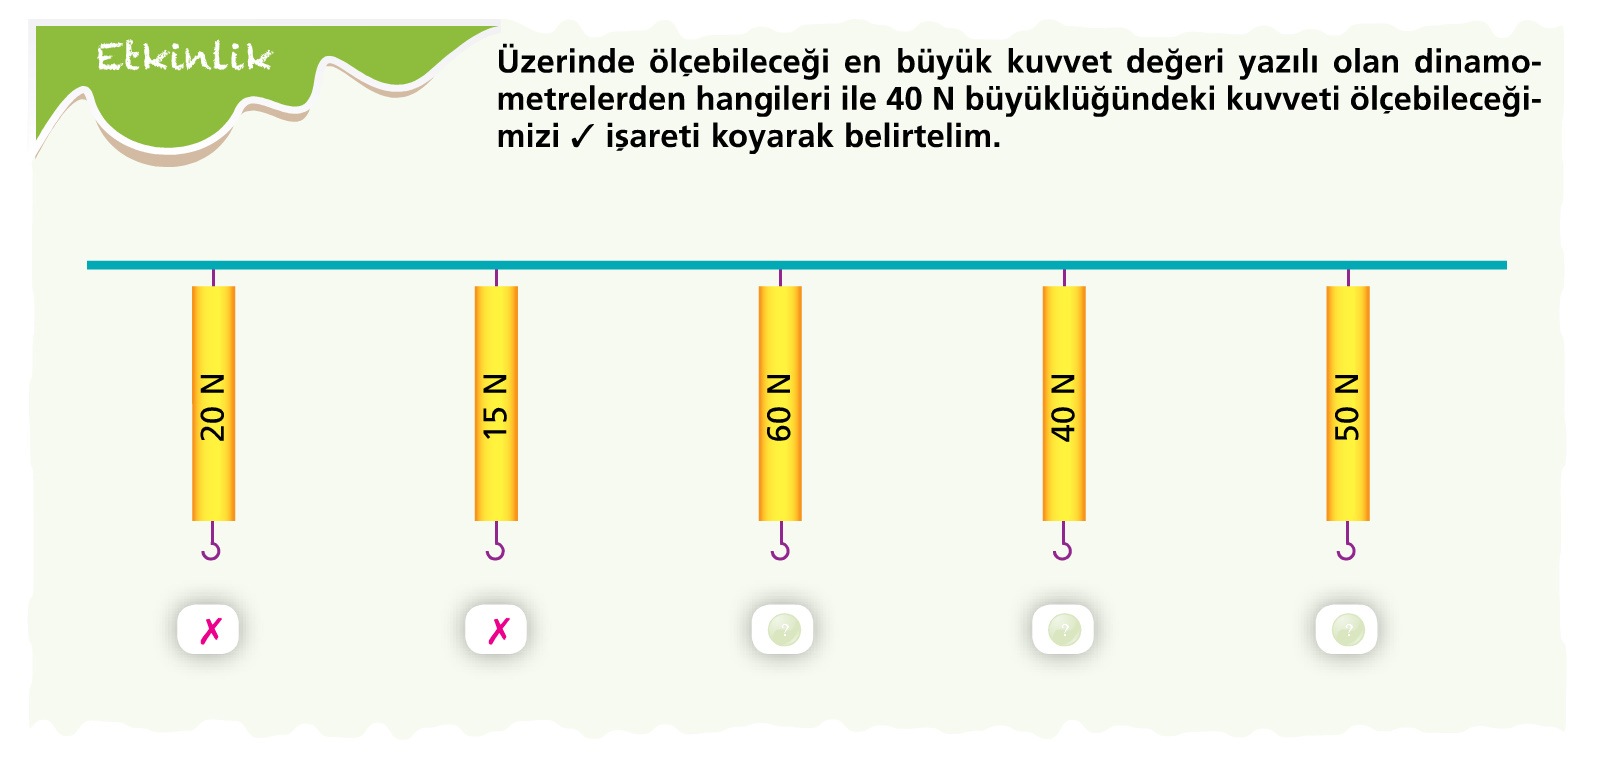 Etkinlik
Üzerinde ölçebileceği en büyük kuvvet değeri yazılı olan dinamo-
metrelerden hangileri ile 40 N büyüklüğündeki kuvveti ölçebileceği-
mizi ✓ işareti koyarak belirtelim.
20 N
15 N
60 N
40 N
50 N
✗
✗
?
?
?